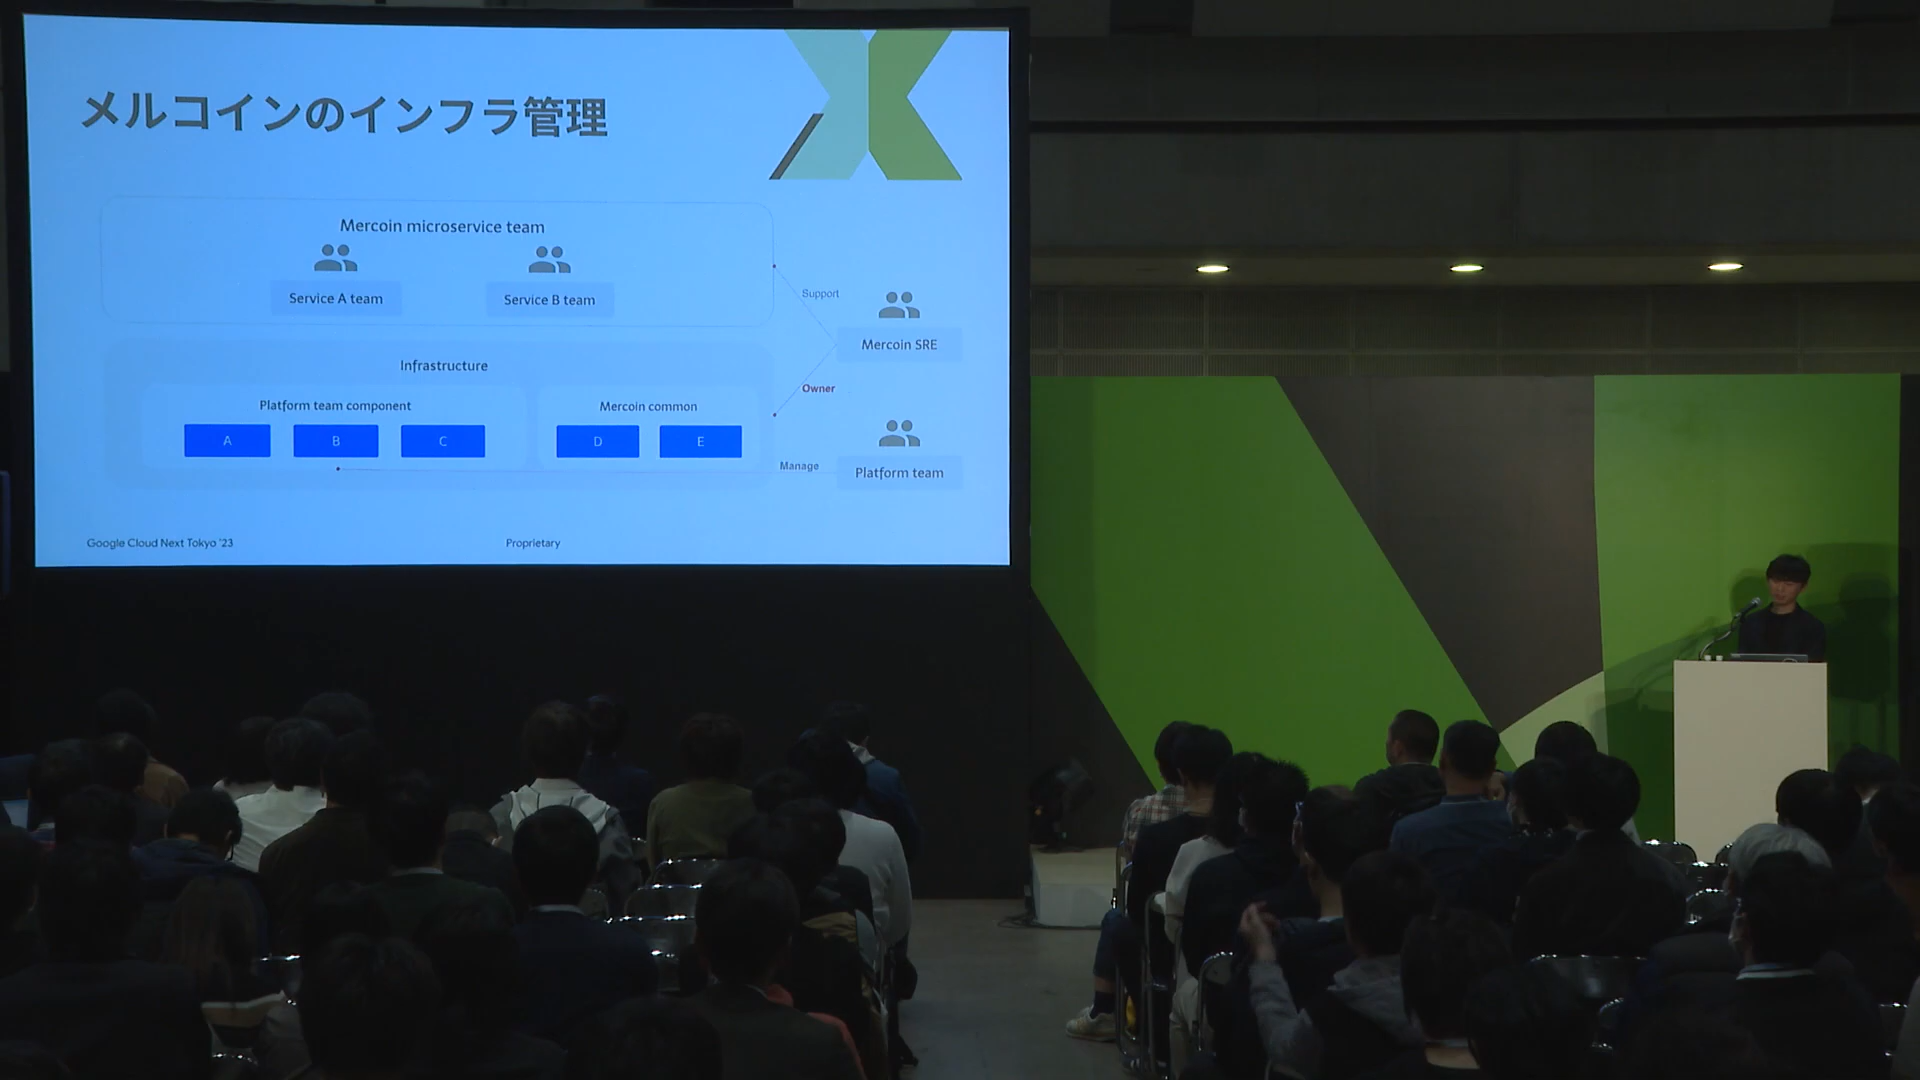 メルコインのインフラ管理
Mercoin microservice team
Service A team
Service B team
Support
Mercoin SRE
Infrastructure
Owner
Platform team component
Mercoin common
A
B
C
D
E
Manage
Platform team
Google Cloud Next Tokyo '23
Proprietary